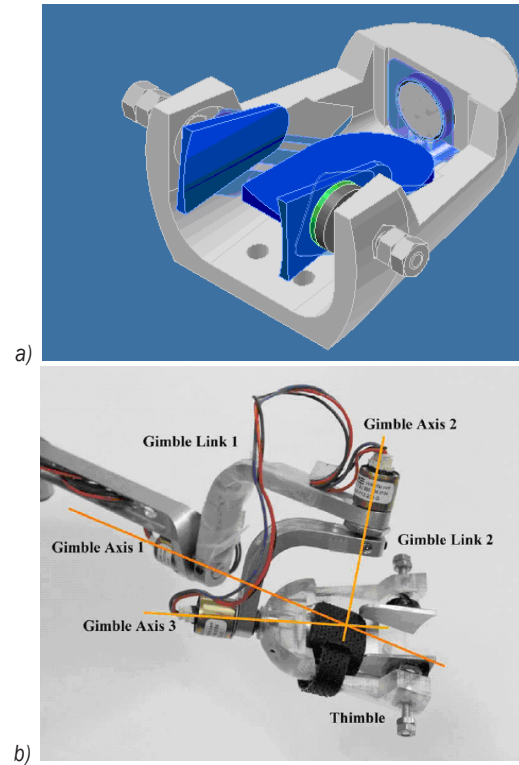 a)
Gimble Axis 2
Gimble Link 1
Gimble Link 2
Gimble Axis 1
Gimble Axis 3
Thimble
b)